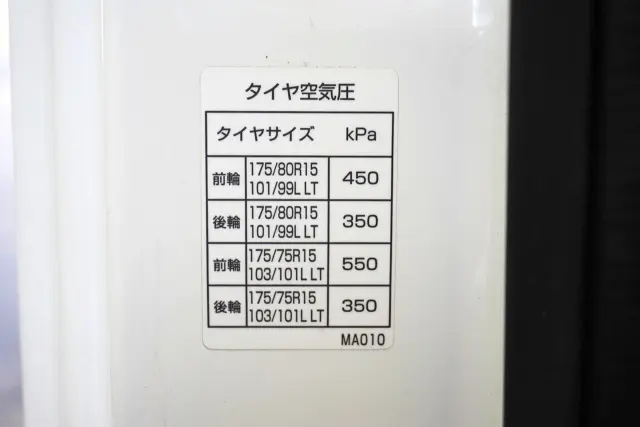 タイヤ空気圧
タイヤサイズ kPa
前輪 175/80R15 101/99L LT 450
後輪 175/80R15 101/99L LT 350
前輪 175/75R15 103/101L LT 550
後輪 175/75R15 103/101L LT 350
MA010